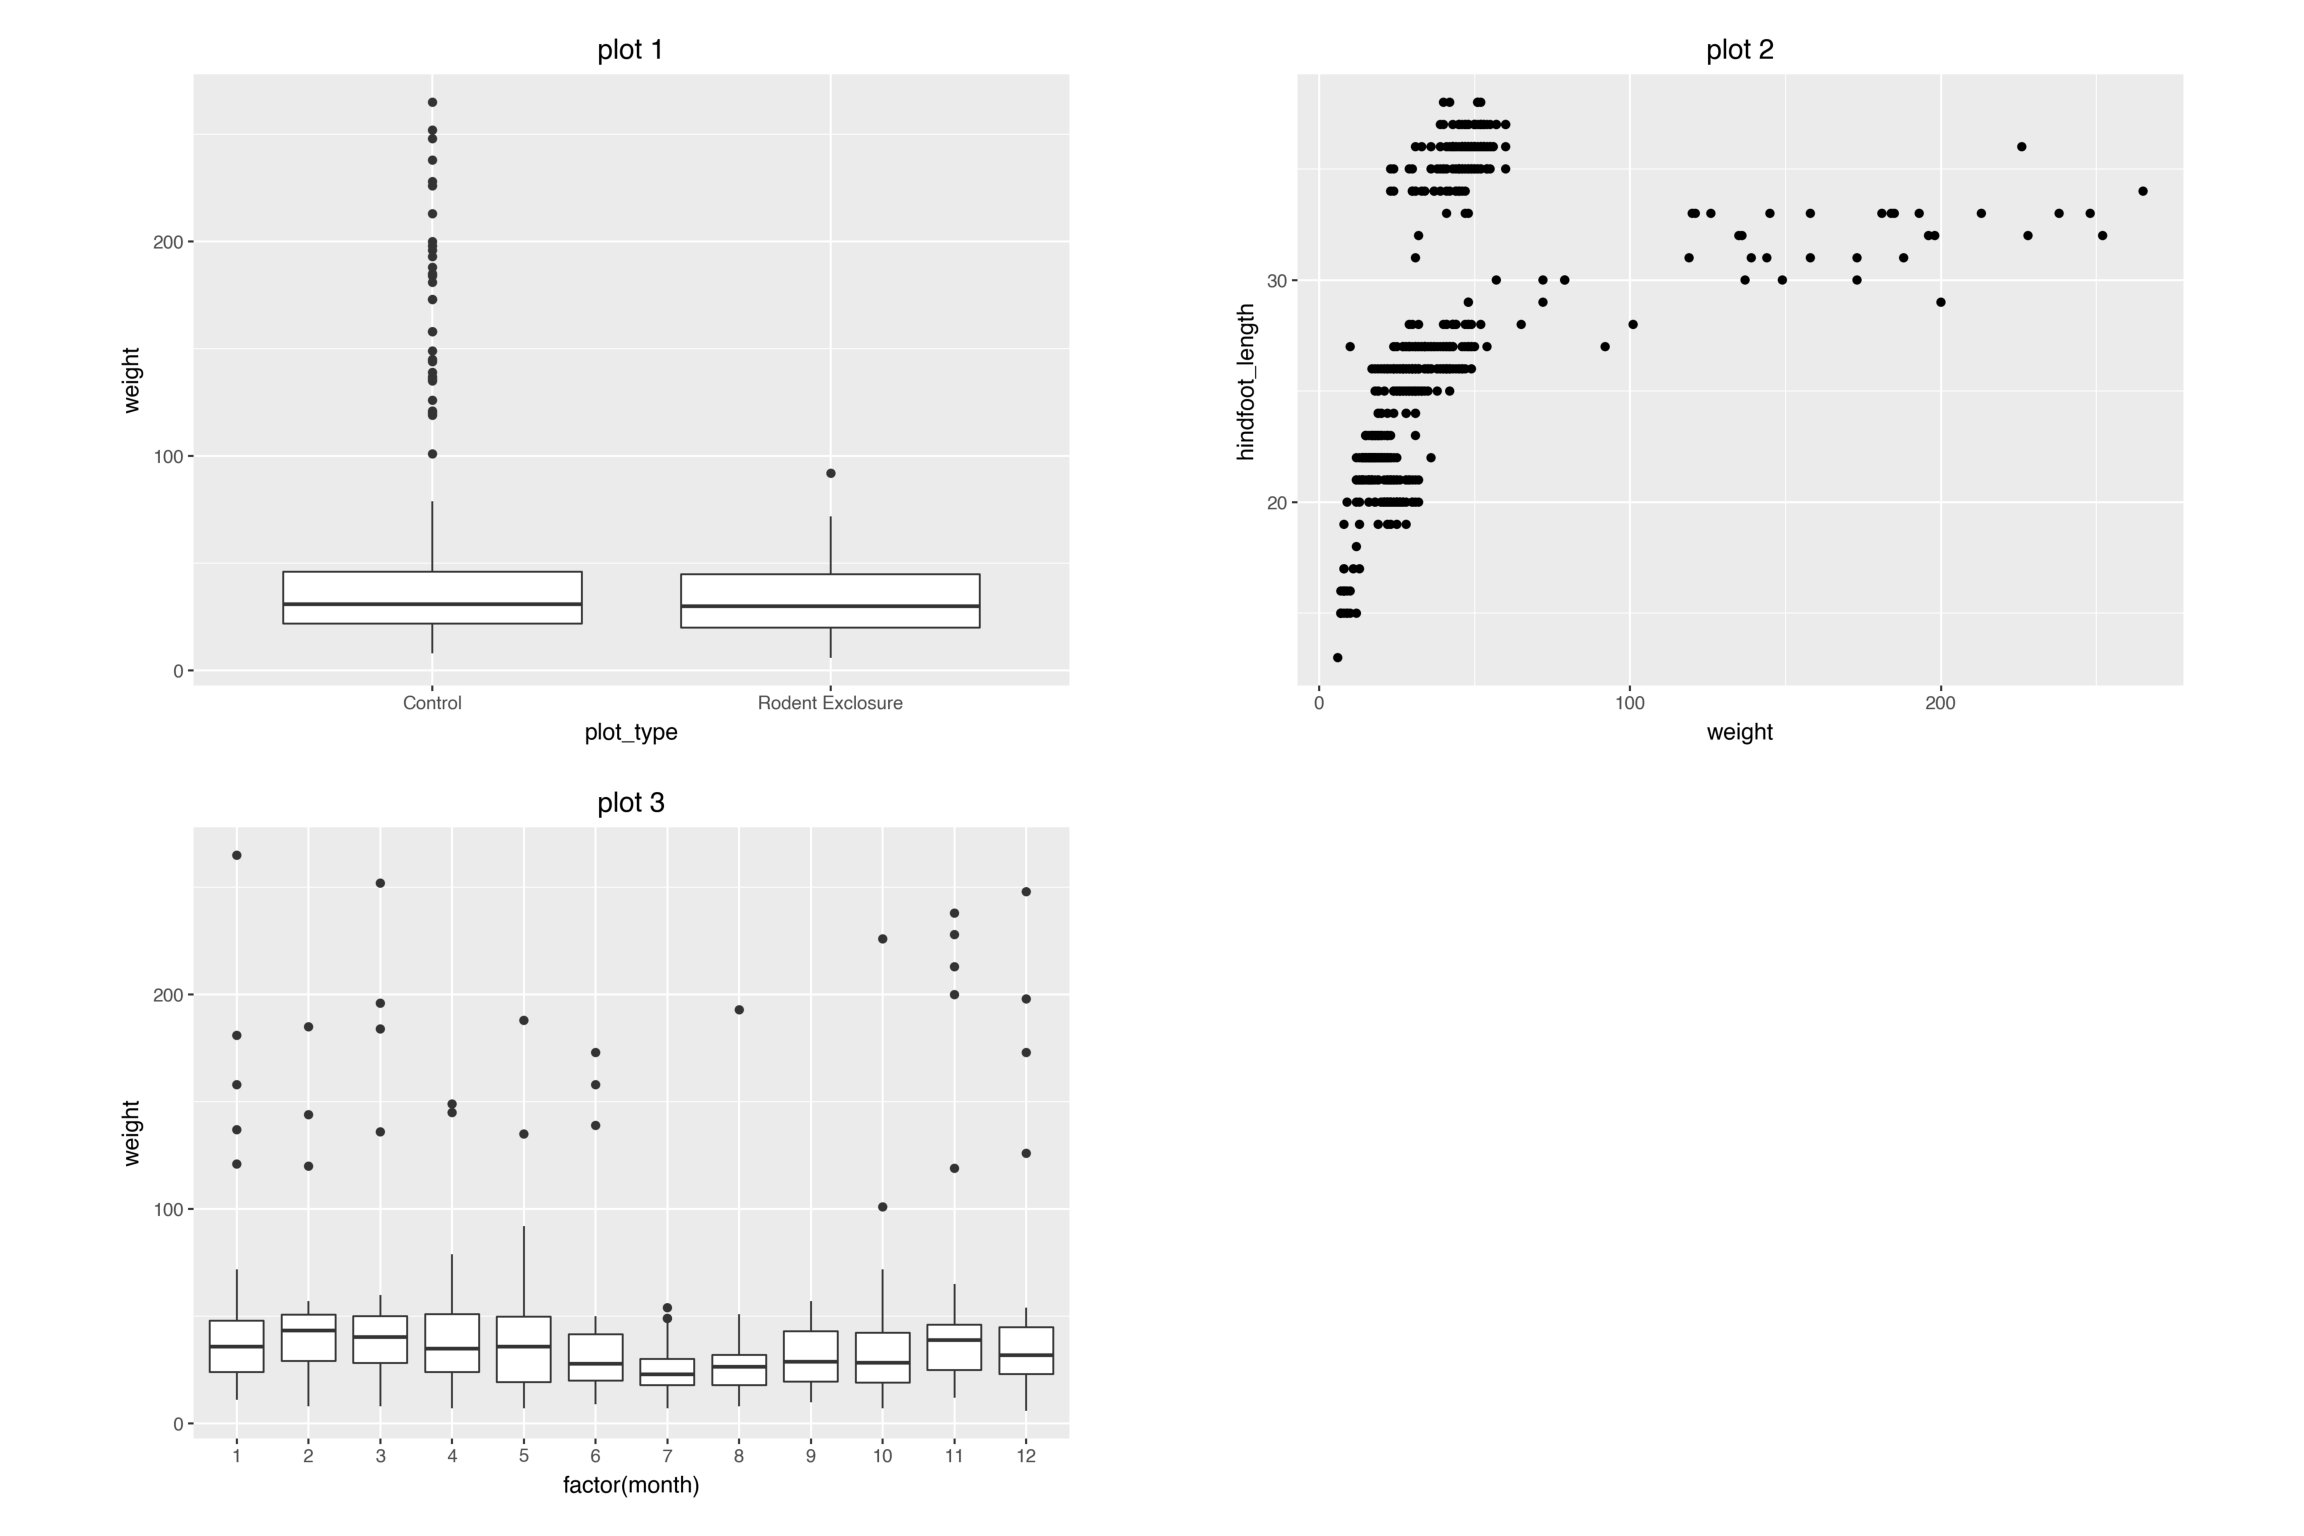 plot 1
weight
200
100
0
Control Rodent Exclosure
plot_type
plot 2
hindfoot_length
30
20
0 100 200
weight
plot 3
weight
200
100
0
1 2 3 4 5 6 7 8 9 10 11 12
factor(month)